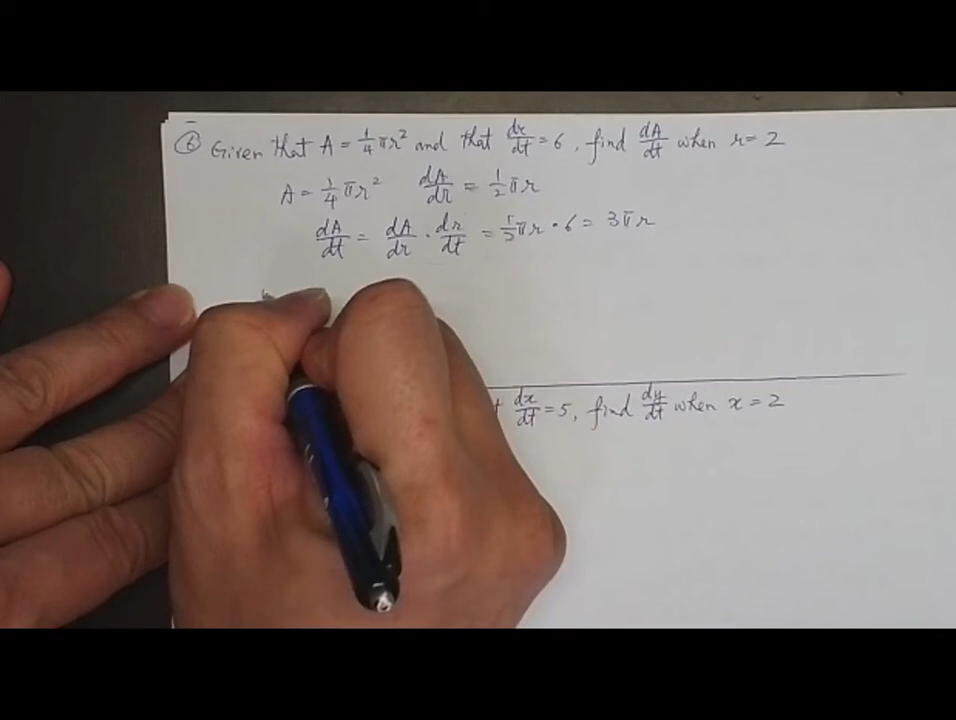 ⑥ Given that A = 1/4 πr² and that dr/dt = 6, find dA/dt when r = 2
A = 1/4 πr² dA/dr = 1/2 πr
dA/dt = dA/dr · dr/dt = 1/2 πr · 6 = 3πr
dx/dt = 5, find dy/dt when x = 2